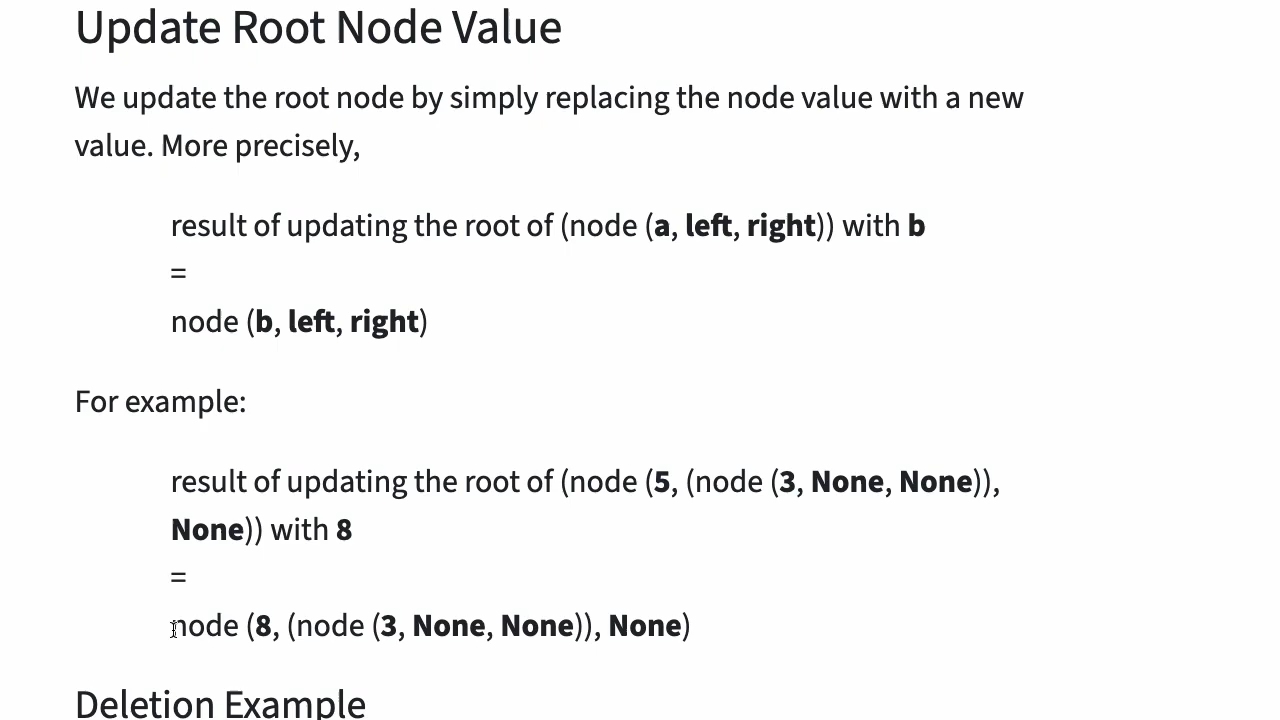 Update Root Node Value
We update the root node by simply replacing the node value with a new
value. More precisely,
result of updating the root of (node (a, left, right)) with b
=
node (b, left, right)
For example:
result of updating the root of (node (5, (node (3, None, None)),
None)) with 8
=
node (8, (node (3, None, None)), None)
Deletion Example